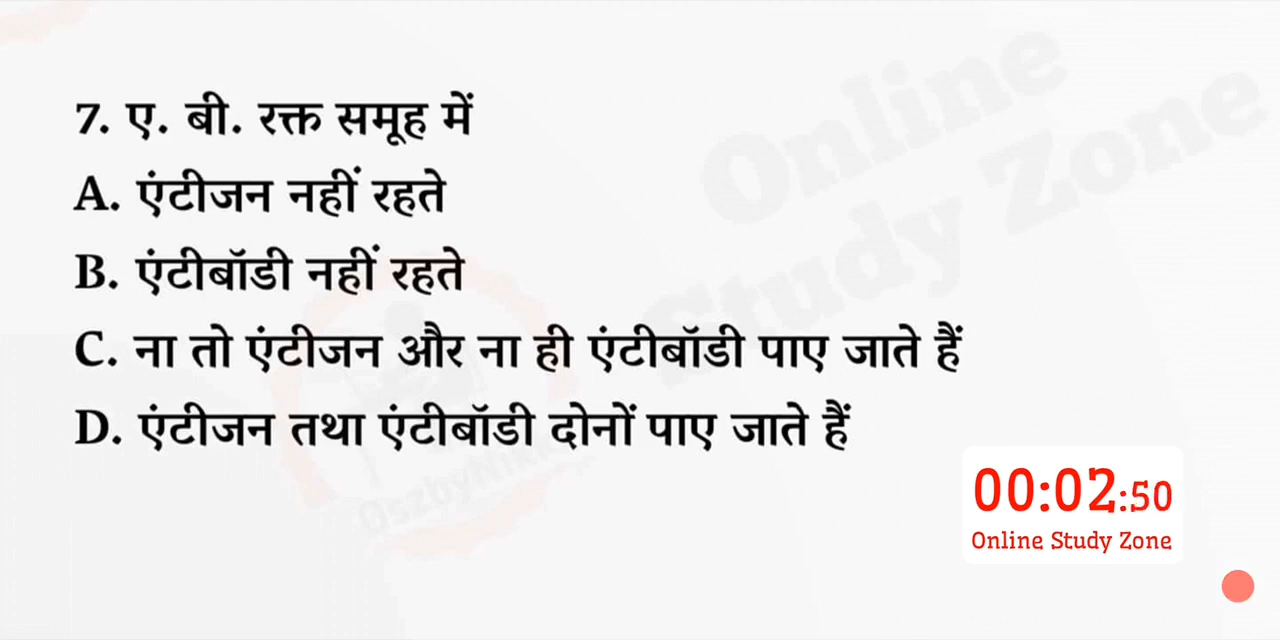 7. ए. बी. रक्त समूह में
A. एंटीजन नहीं रहते
B. एंटीबॉडी नहीं रहते
C. ना तो एंटीजन और ना ही एंटीबॉडी पाए जाते हैं
D. एंटीजन तथा एंटीबॉडी दोनों पाए जाते हैं
00:02:50
Online Study Zone
Online
Study Zone